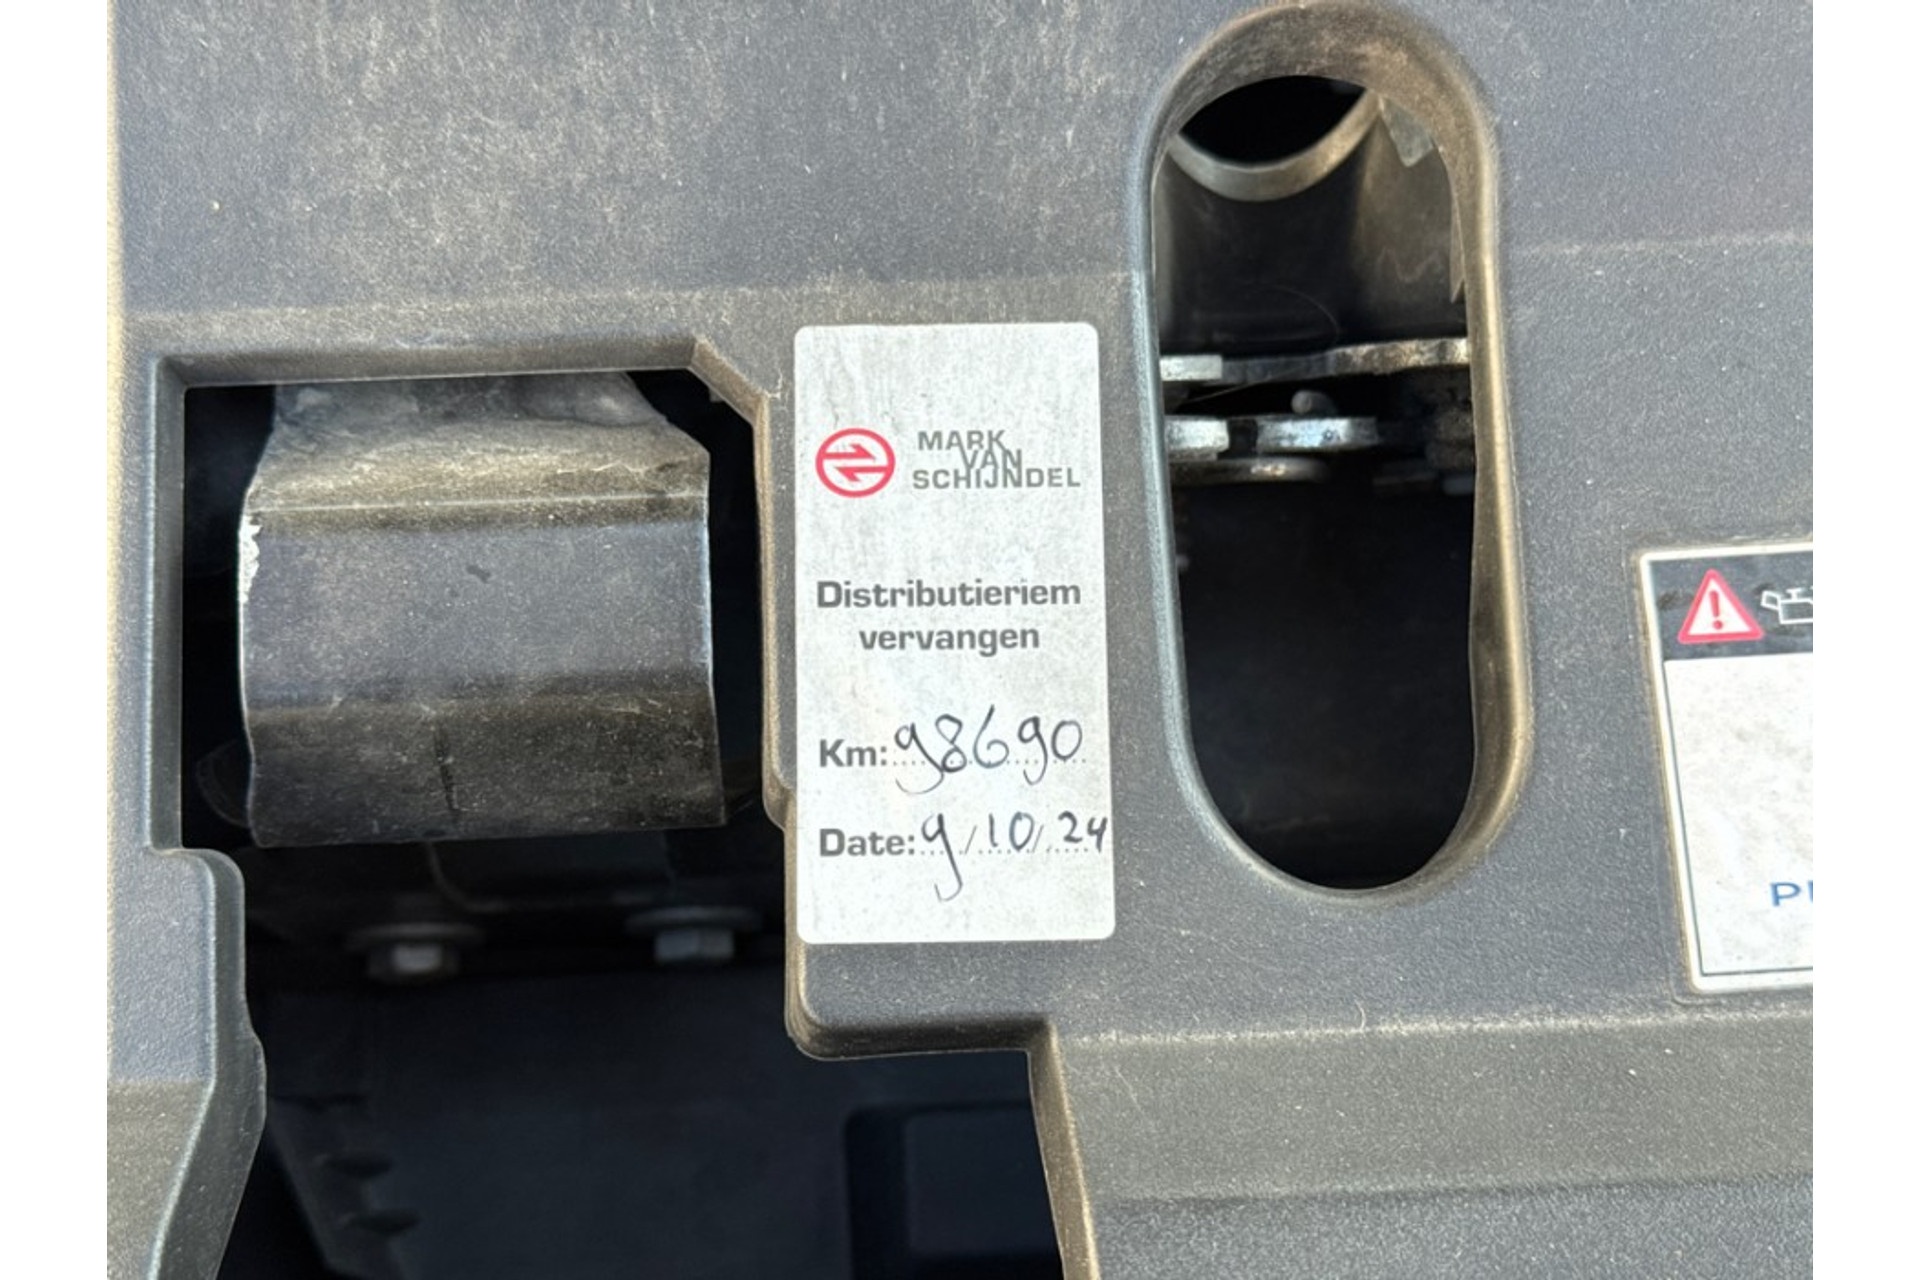 MARK
VAN
SCHIJNDEL
Distributieriem
vervangen
Km: 98690
Date: 9/10/24